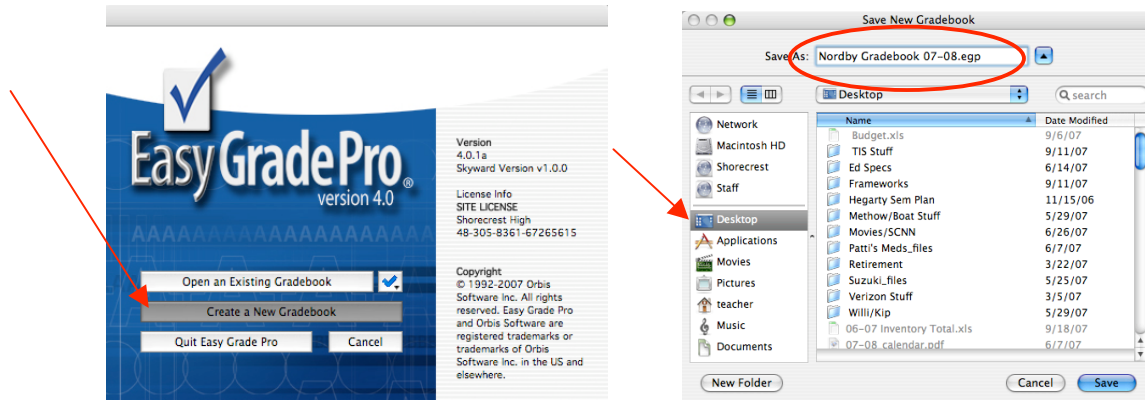 Easy Grade Pro®
version 4.0
AAAAAAAAAAAAAAAAA
Open an Existing Gradebook
Create a New Gradebook
Quit Easy Grade Pro
Cancel
Version
4.0.1a
Skyward Version v1.0.0
License Info
SITE LICENSE
Shorecrest High
48-305-8361-67265615
Copyright
© 1992-2007 Orbis
Software Inc. All rights
reserved. Easy Grade Pro
and Orbis Software are
registered trademarks or
trademarks of Orbis
Software Inc. in the US and
elsewhere.
Save New Gradebook
Save As: Nordby Gradebook 07-08.egp
Desktop
search
Network
Macintosh HD
Shorecrest
Staff
Desktop
Applications
Movies
Pictures
teacher
Music
Documents
Name Date Modified
Budget.xls 9/6/07
TIS Stuff 9/11/07
Ed Specs 6/14/07
Frameworks 9/11/07
Hegarty Sem Plan 11/15/06
Methow/Boat Stuff 5/29/07
Movies/SCNN 6/26/07
Patti's Meds_files 6/7/07
Retirement 3/22/07
Suzuki_files 5/25/07
Verizon Stuff 3/5/07
Willi/Kip 5/29/07
06-07 Inventory Total.xls 9/18/07
07-08 calendar.pdf 6/7/07
New Folder
Cancel
Save